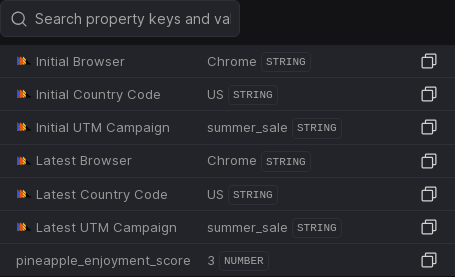 Search property keys and val
Initial Browser Chrome STRING
Initial Country Code US STRING
Initial UTM Campaign summer_sale STRING
Latest Browser Chrome STRING
Latest Country Code US STRING
Latest UTM Campaign summer_sale STRING
pineapple_enjoyment_score 3 NUMBER